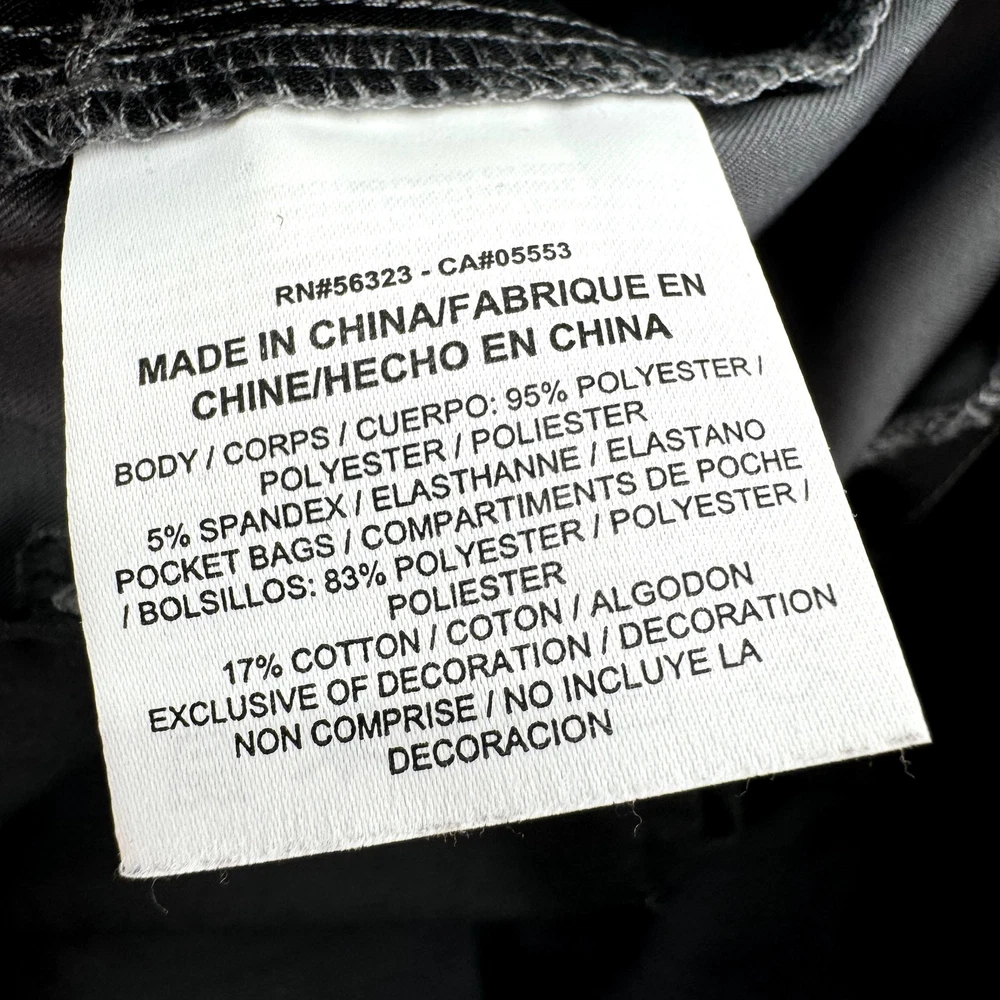 RN#56323 - CA#05553
MADE IN CHINA/FABRIQUE EN
CHINE/HECHO EN CHINA
BODY / CORPS / CUERPO: 95% POLYESTER /
POLYESTER / POLIESTER
5% SPANDEX / ELASTHANNE / ELASTANO
POCKET BAGS / COMPARTIMENTS DE POCHE
/ BOLSILLOS: 83% POLYESTER / POLYESTER /
POLIESTER
17% COTTON / COTON / ALGODON
EXCLUSIVE OF DECORATION / DECORATION
NON COMPRISE / NO INCLUYE LA
DECORACION